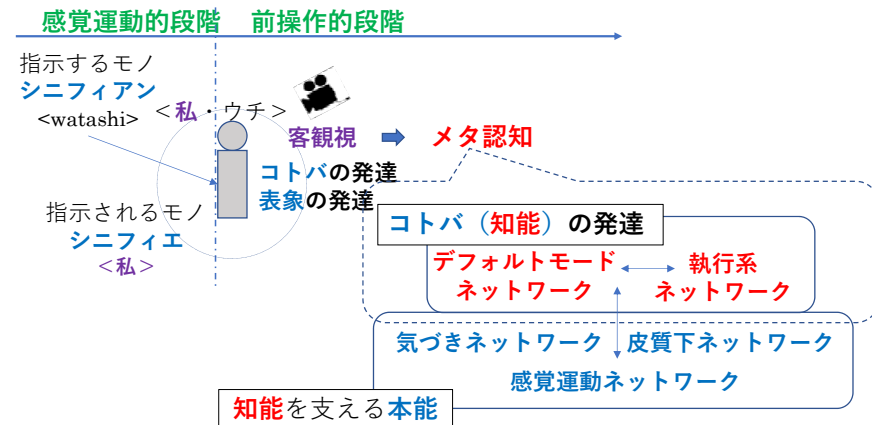 感覚運動的段階 前操作的段階
指示するモノ
シニフィアン
<watashi>
＜私・ウチ＞
客観視
メタ認知
コトバの発達
表象の発達
指示されるモノ
シニフィエ
＜私＞
コトバ（知能）の発達
デフォルトモード
ネットワーク
執行系
ネットワーク
気づきネットワーク 皮質下ネットワーク
感覚運動ネットワーク
知能を支える本能